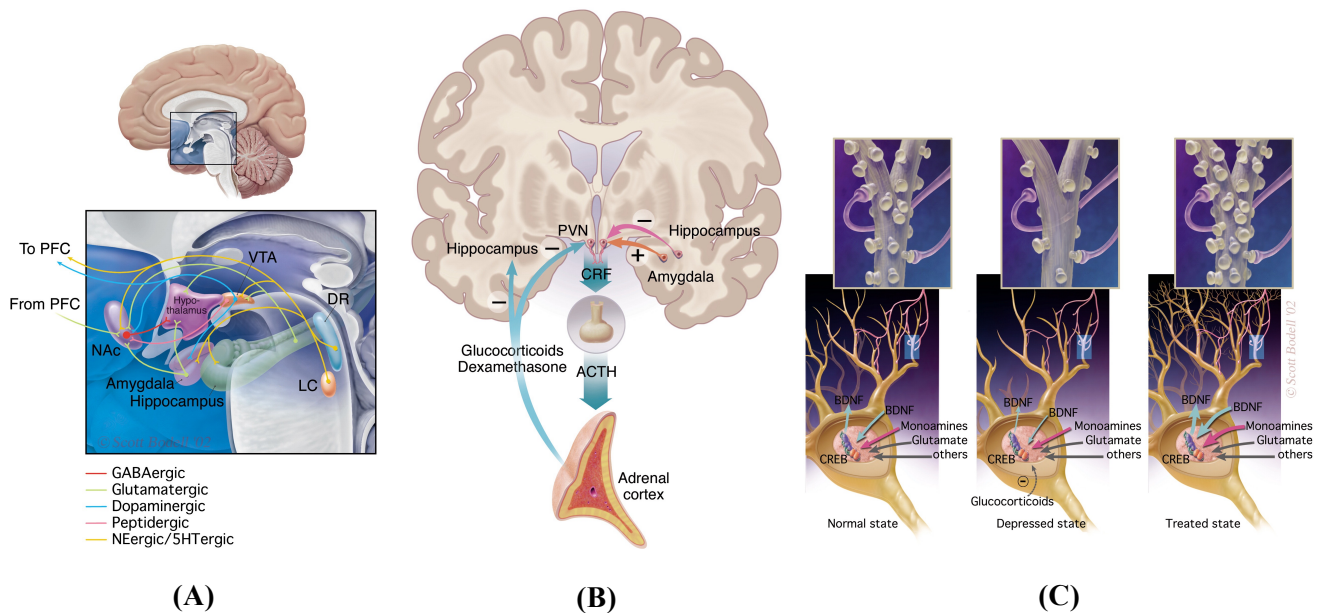 To PFC
VTA
DR
From PFC
Hypo-
thalamus
NAc
LC
Amygdala
Hippocampus
© Scott Bodell '02
GABAergic
Glutamatergic
Dopaminergic
Peptidergic
NEergic/5HTergic
(A)
Hippocampus
−
PVN
−
Hippocampus
+
Amygdala
CRF
−
Glucocorticoids
Dexamethasone
ACTH
Adrenal
cortex
(B)
BDNF
BDNF
Monoamines
Glutamate
others
CREB
Normal state
BDNF
BDNF
Monoamines
Glutamate
others
CREB
−
Glucocorticoids
Depressed state
BDNF
BDNF
Monoamines
Glutamate
others
CREB
Treated state
© Scott Bodell '02
(C)